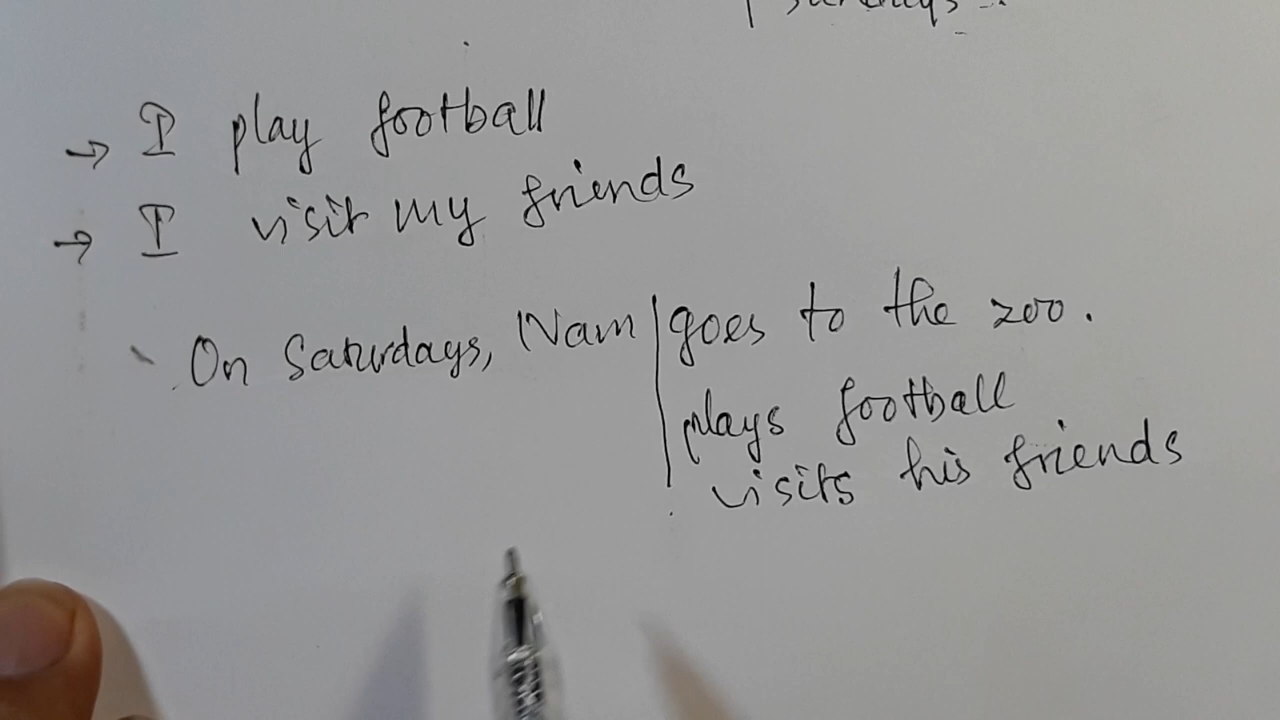 → I play football
→ I visit my friends
On Saturdays, Nam | goes to the zoo.
plays football
visits his friends